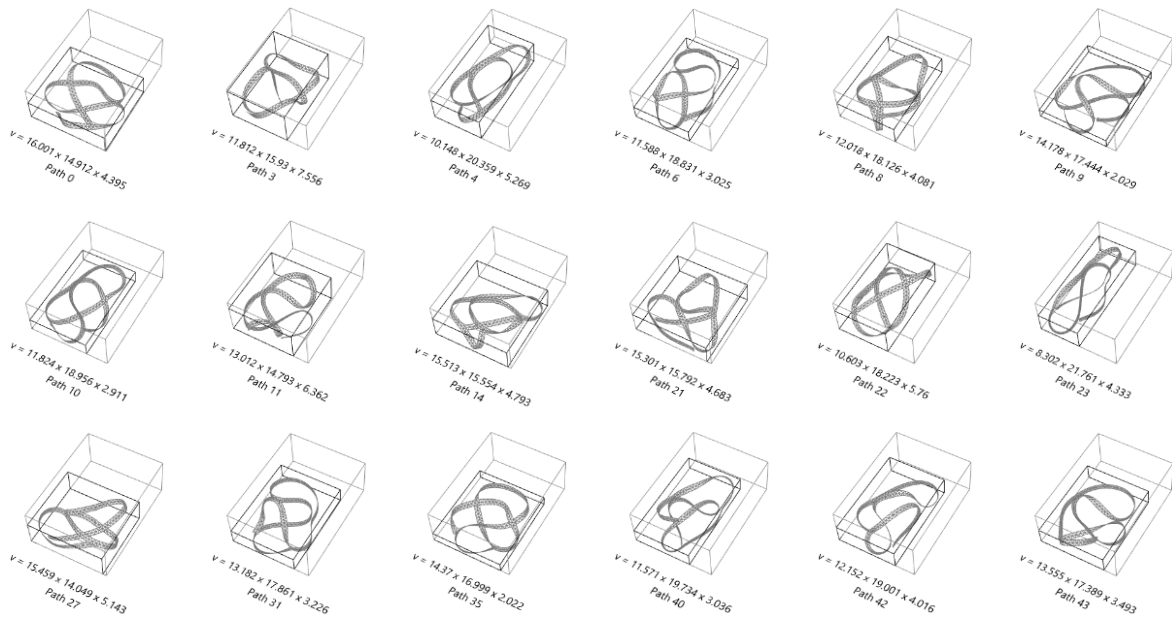 v = 16.001 x 14.912 x 4.395
Path 0
v = 11.812 x 15.93 x 7.556
Path 3
v = 10.148 x 20.359 x 5.269
Path 4
v = 11.588 x 18.831 x 3.025
Path 6
v = 12.018 x 18.126 x 4.081
Path 8
v = 14.178 x 17.444 x 2.029
Path 9
v = 11.824 x 18.956 x 2.911
Path 10
v = 13.012 x 14.793 x 6.362
Path 11
v = 15.513 x 15.554 x 4.793
Path 14
v = 15.301 x 15.792 x 4.683
Path 21
v = 10.603 x 18.223 x 5.76
Path 22
v = 8.302 x 21.761 x 4.333
Path 23
v = 15.459 x 14.049 x 5.143
Path 27
v = 13.182 x 17.861 x 3.226
Path 31
v = 14.37 x 16.999 x 2.022
Path 35
v = 11.571 x 19.734 x 3.036
Path 40
v = 12.152 x 19.001 x 4.016
Path 42
v = 13.555 x 17.389 x 3.493
Path 43